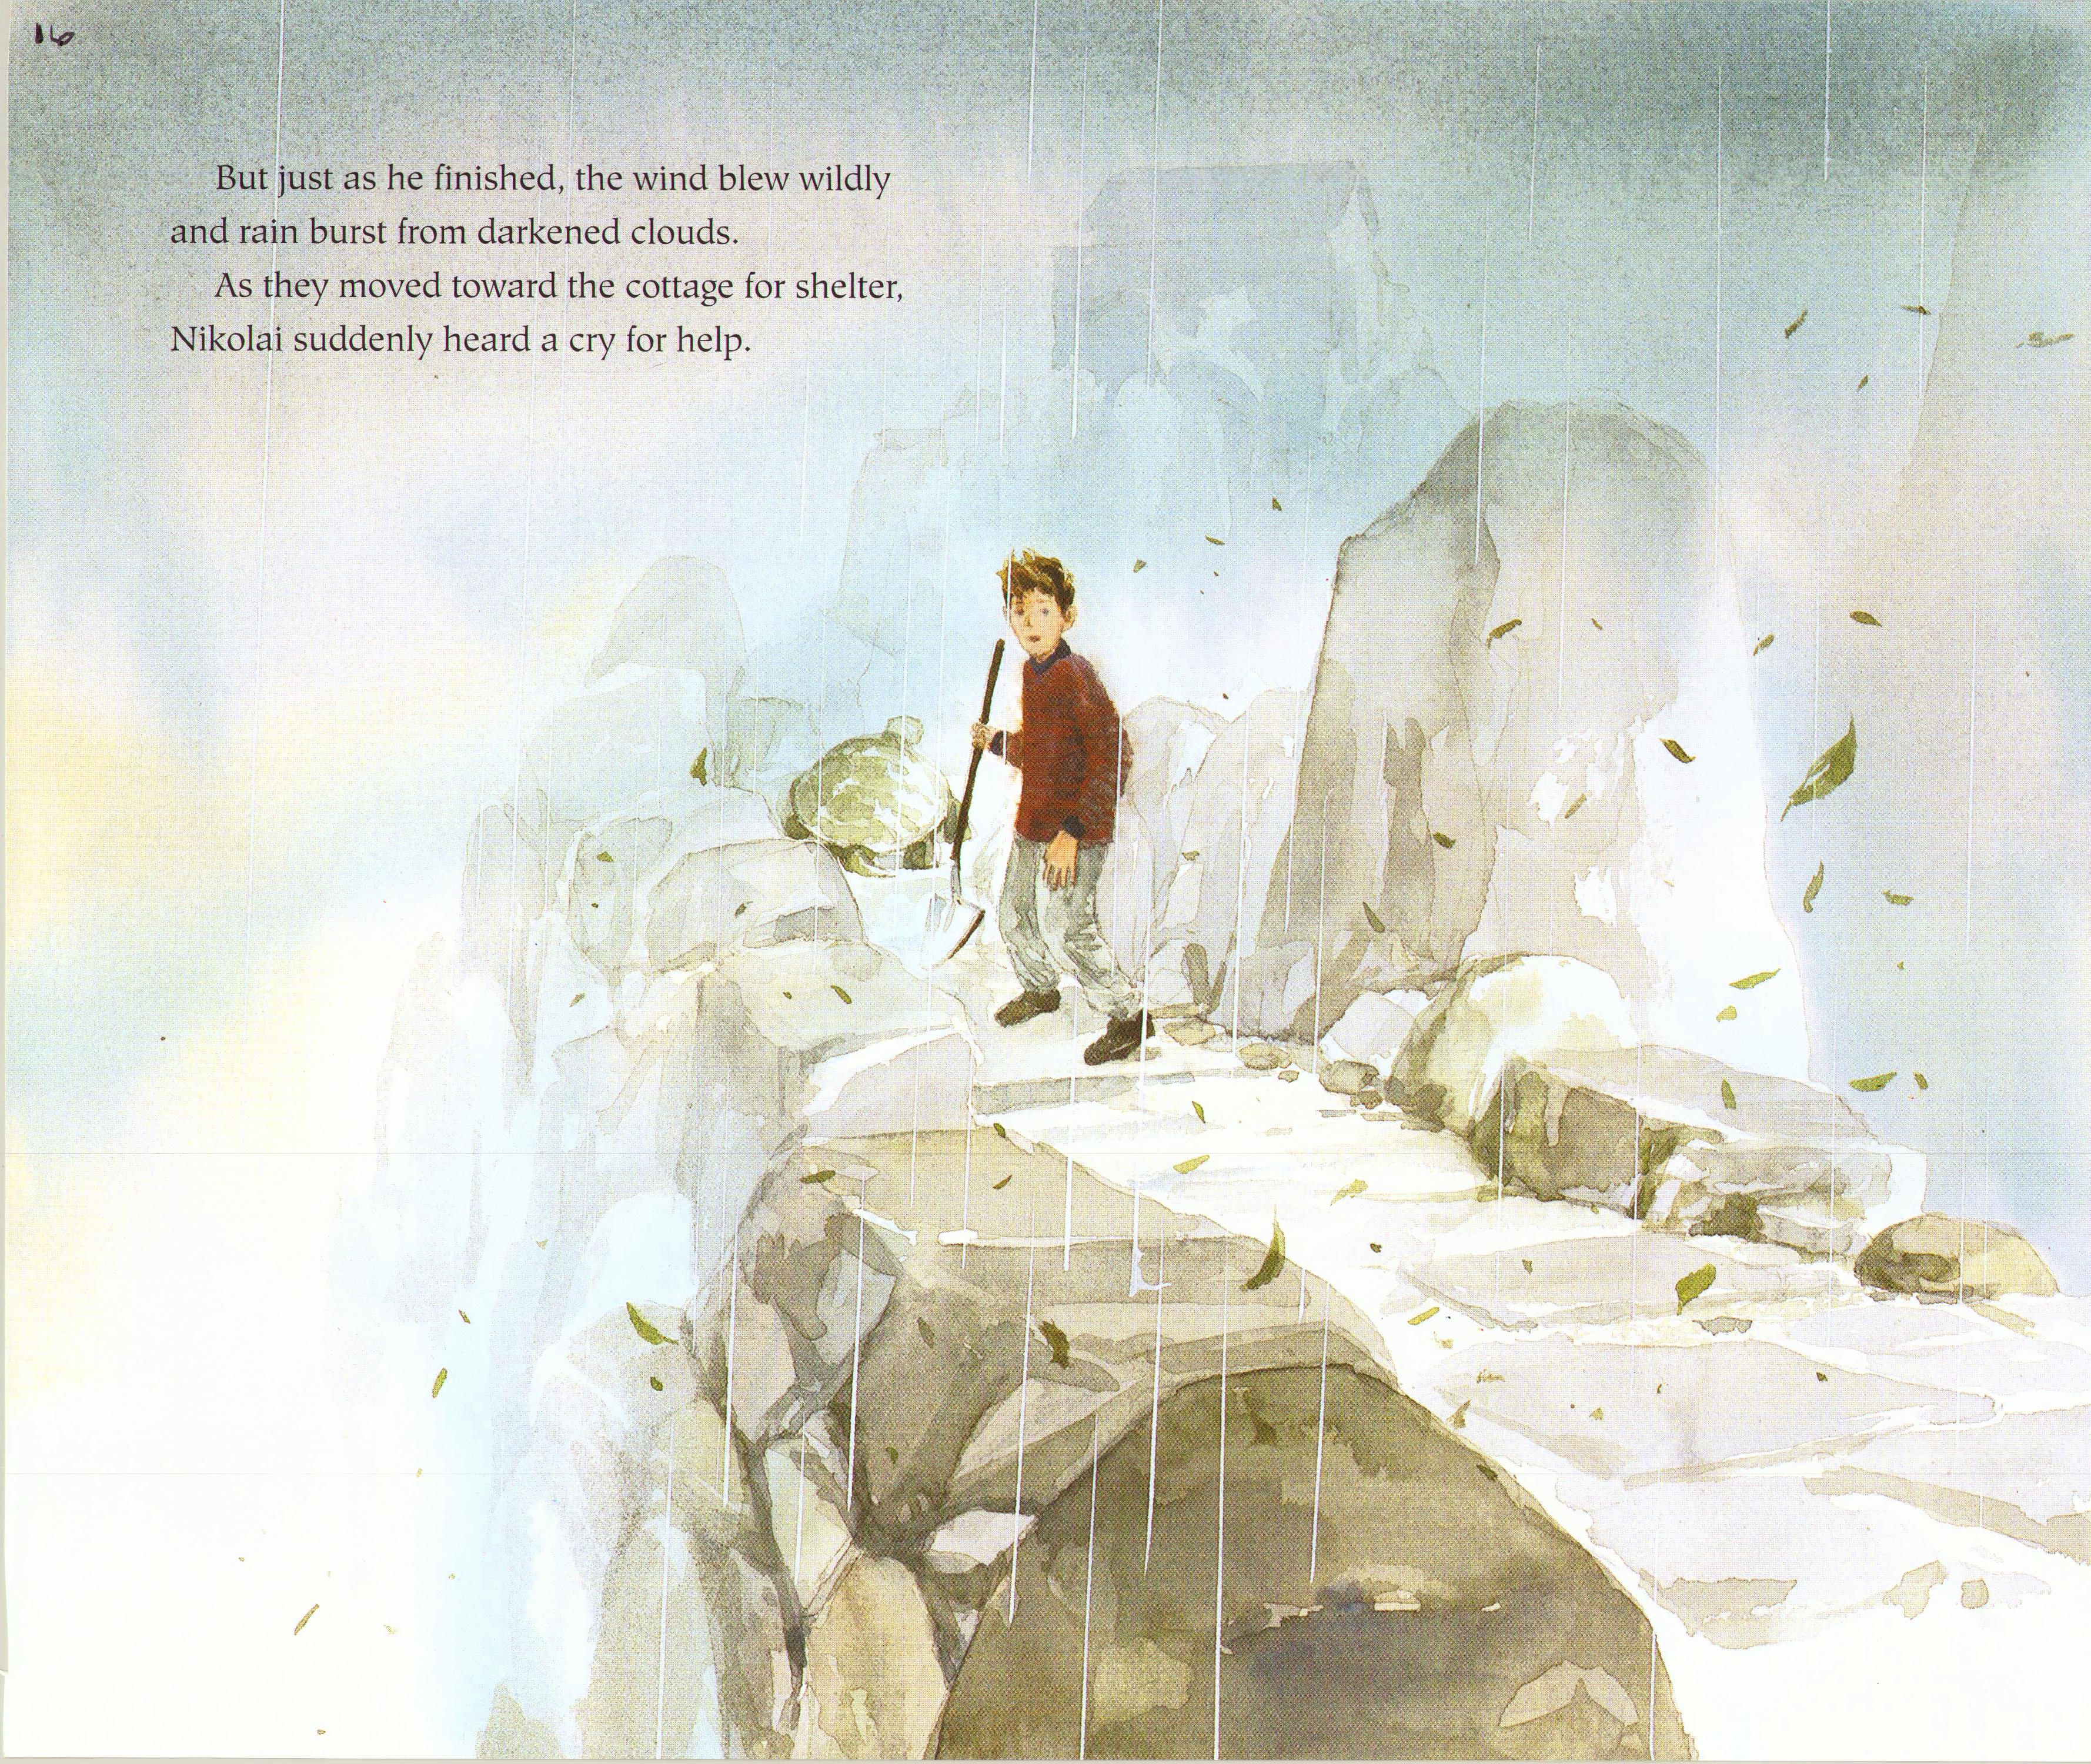 16
But just as he finished, the wind blew wildly
and rain burst from darkened clouds.
As they moved toward the cottage for shelter,
Nikolai suddenly heard a cry for help.